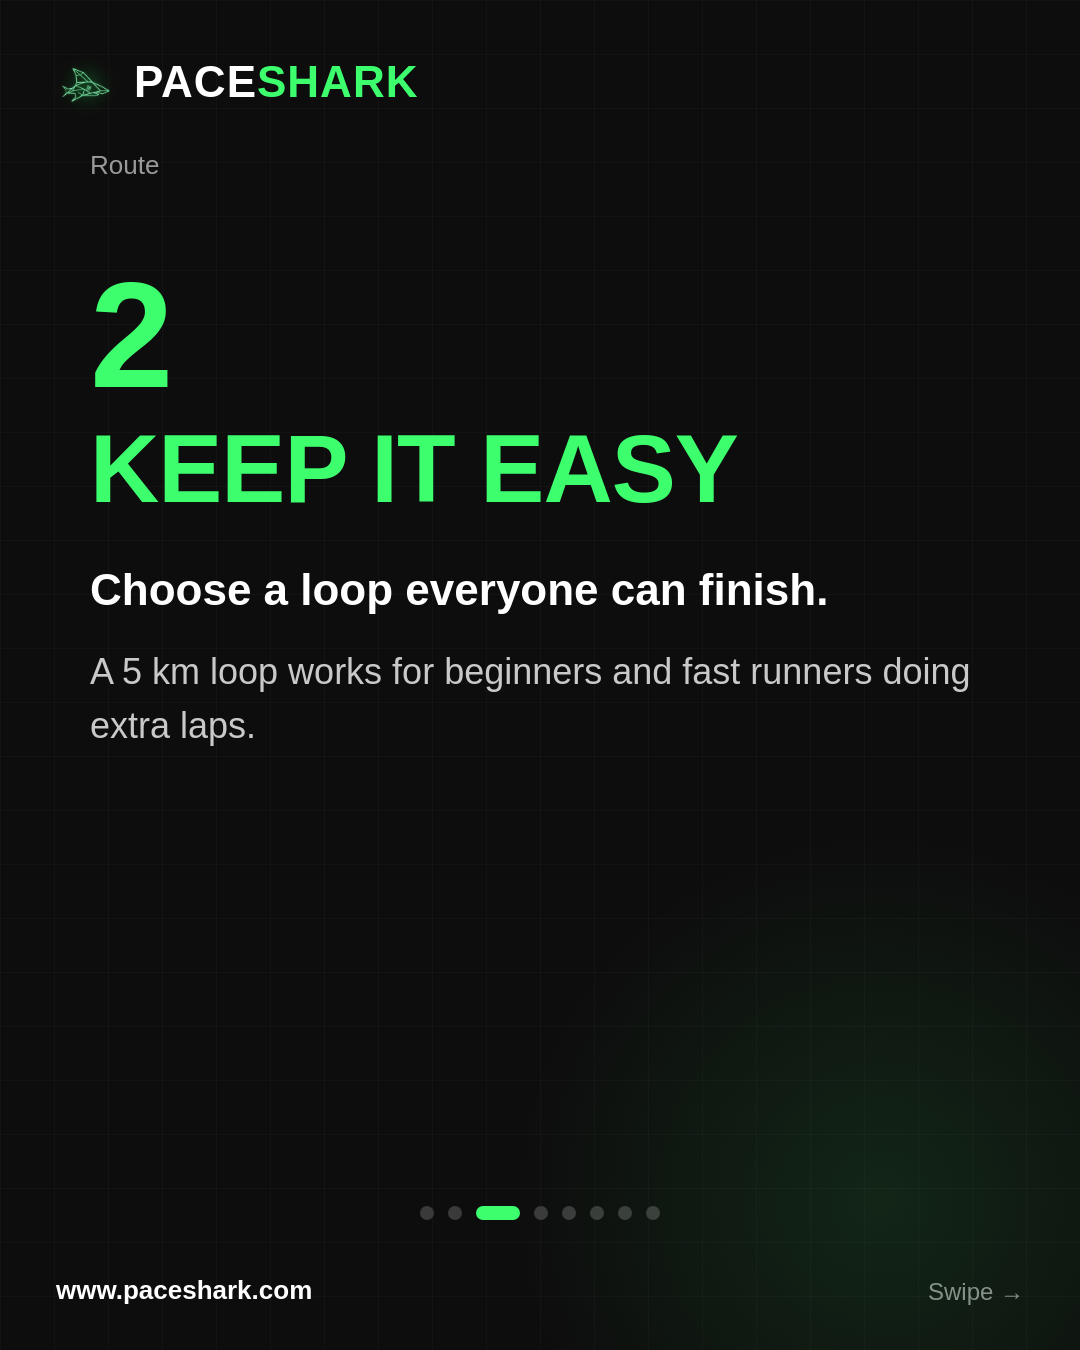 PACESHARK
Route
2
KEEP IT EASY
Choose a loop everyone can finish.
A 5 km loop works for beginners and fast runners doing
extra laps.
www.paceshark.com
Swipe →